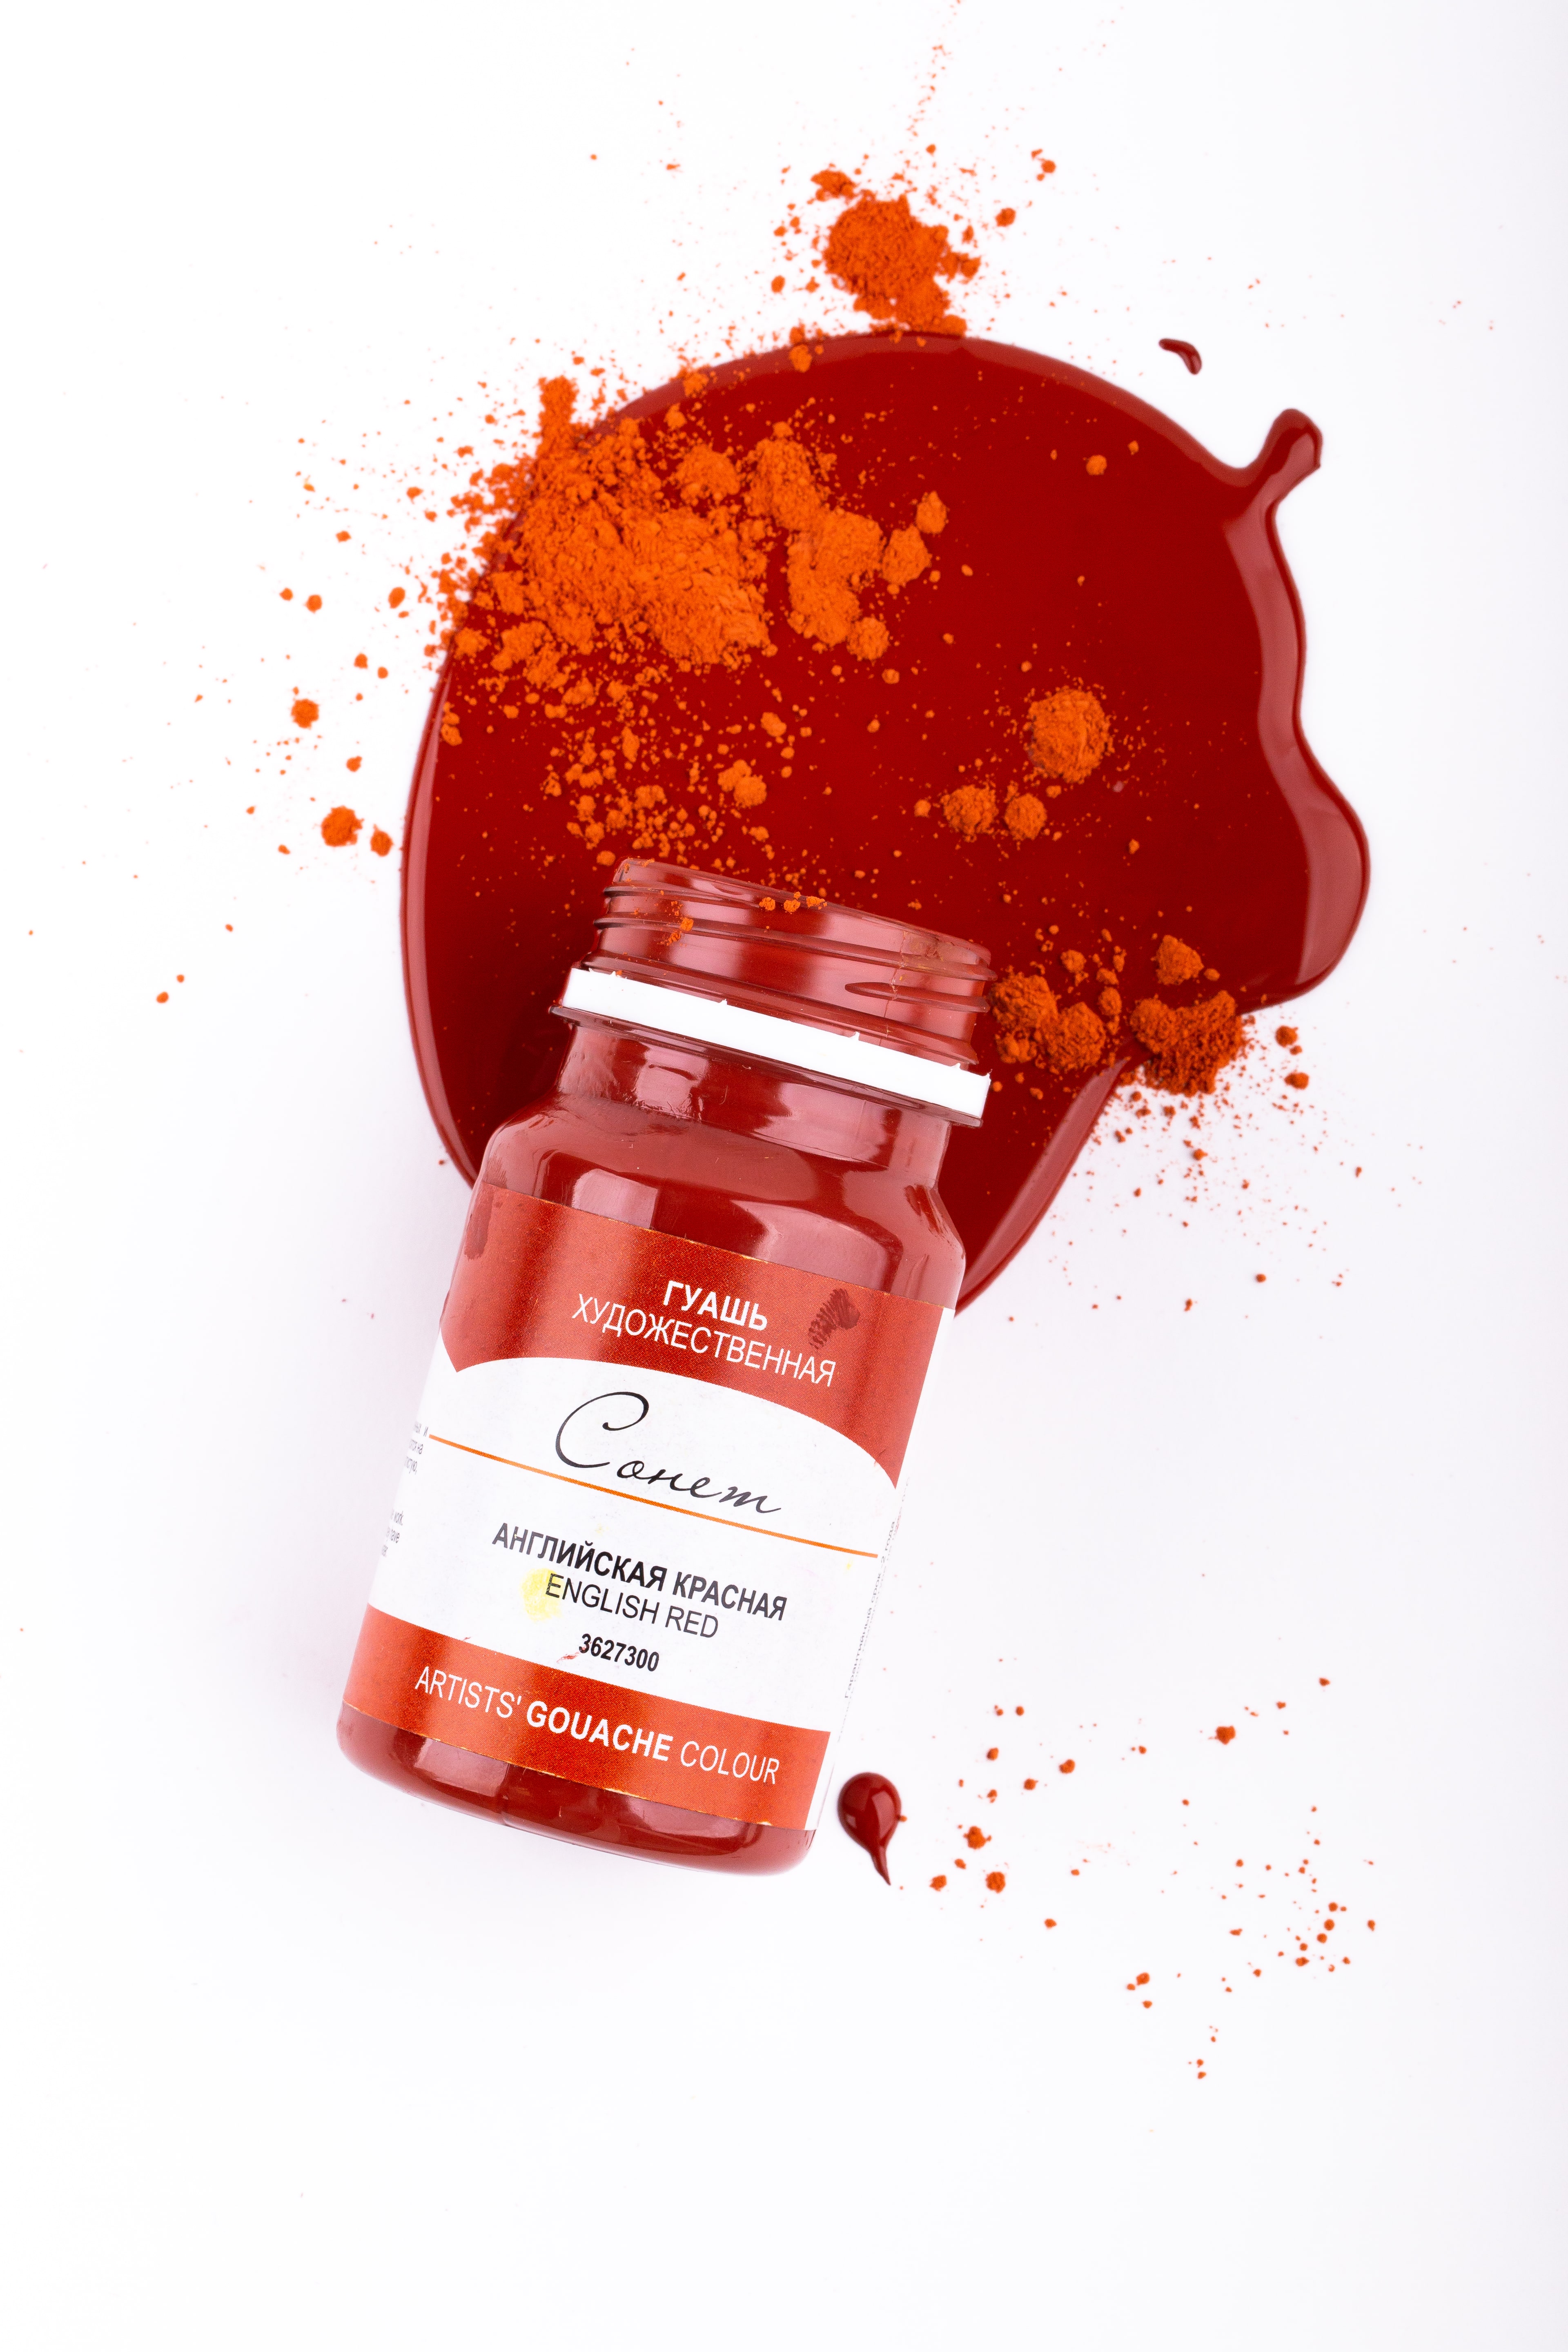 ГУАШЬ
ХУДОЖЕСТВЕННАЯ
Сонет
АНГЛИЙСКАЯ КРАСНАЯ
ENGLISH RED
3627300
ARTISTS' GOUACHE COLOUR